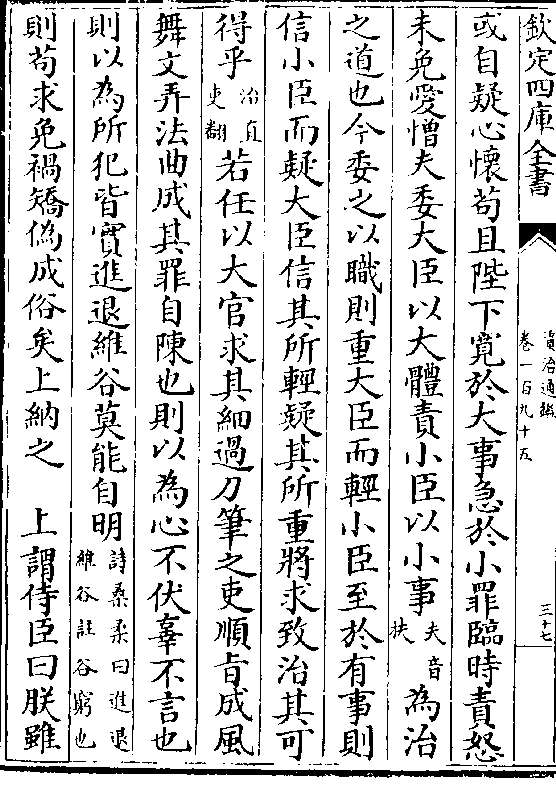 欽定四庫全書
資治通鑑
卷一百九十五
三十七
或自疑心懷苟且陛下寛於大事急於小罪臨時責怒
未免愛憎夫委大臣以大體責小臣以小事夫音扶為治
之道也今委之以職則重大臣而輕小臣至於有事則
信小臣而疑大臣信其所輕疑其所重將求致治其可
得乎治直吏翻若任以大官求其細過刀筆之吏順旨成風
舞文弄法曲成其罪自陳也則以為心不伏辜不言也
則以為所犯皆實進退維谷莫能自明詩桑柔曰進退維谷註谷窮也
則苟求免禍矯偽成俗矣上納之　上謂侍臣曰朕雖